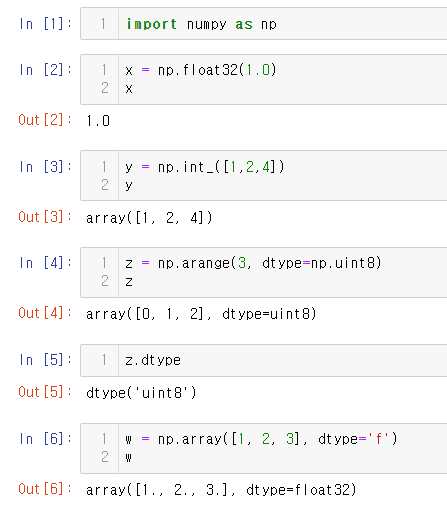 In [1]: 1 import numpy as np
In [2]: 1 x = np.float32(1.0)
2 x
Out[2]: 1.0
In [3]: 1 y = np.int_([1,2,4])
2 y
Out[3]: array([1, 2, 4])
In [4]: 1 z = np.arange(3, dtype=np.uint8)
2 z
Out[4]: array([0, 1, 2], dtype=uint8)
In [5]: 1 z.dtype
Out[5]: dtype('uint8')
In [6]: 1 w = np.array([1, 2, 3], dtype='f')
2 w
Out[6]: array([1., 2., 3.], dtype=float32)